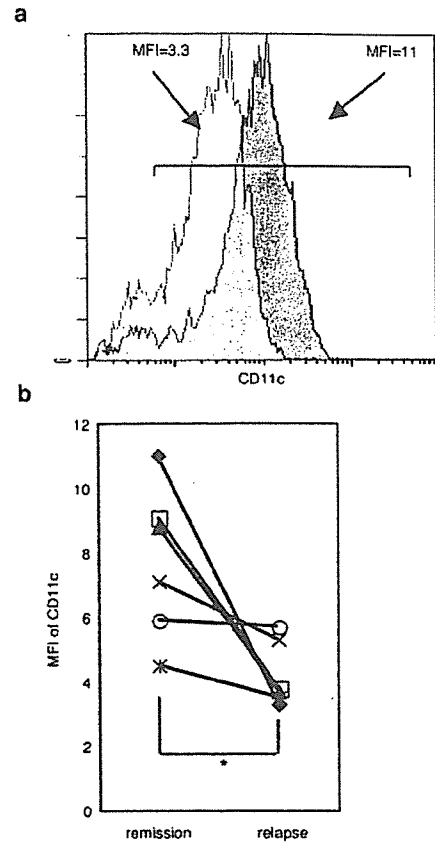 a
MFI=3.3
MFI=11
CD11c
b
12
10
8
6
4
2
0
MFI of CD11c
*
remission
relapse